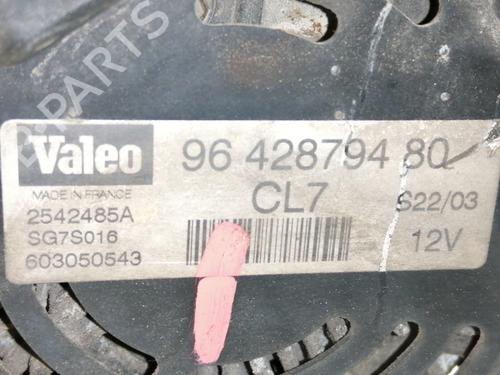 Valeo
96 428794 80
MADE IN FRANCE
CL7
S22/03
2542485A
SG7S016
12V
603050543
B-PARTS